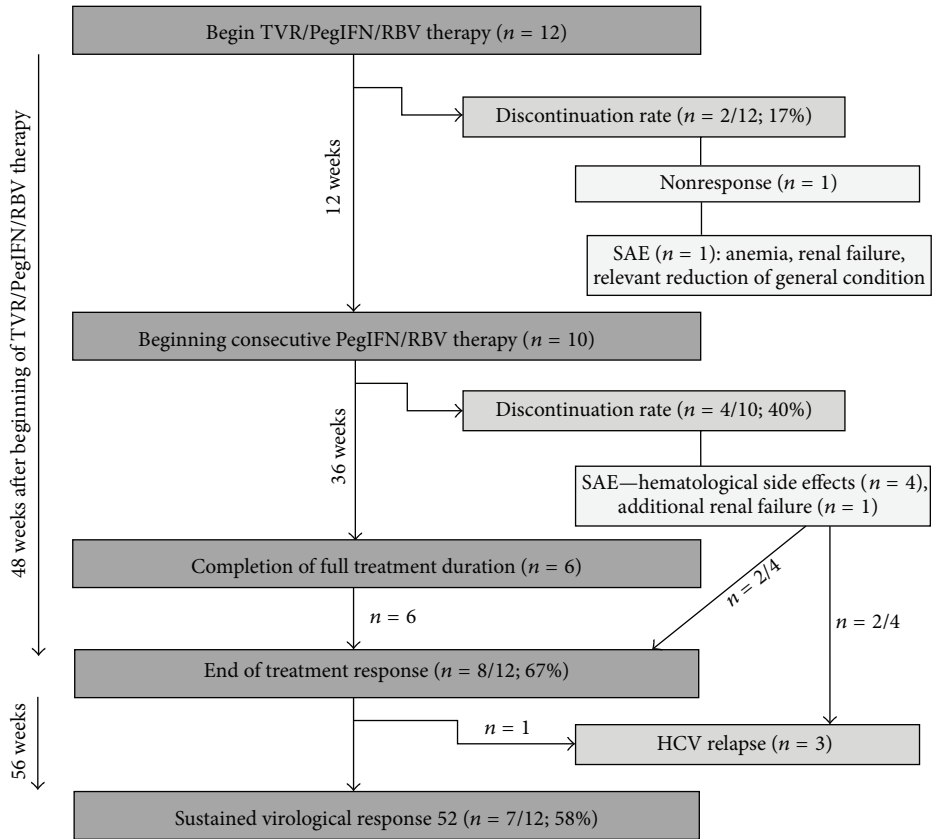 Begin TVR/PegIFN/RBV therapy (n = 12)
Discontinuation rate (n = 2/12; 17%)
12 weeks
Nonresponse (n = 1)
SAE (n = 1): anemia, renal failure,
relevant reduction of general condition
48 weeks after beginning of TVR/PegIFN/RBV therapy
Beginning consecutive PegIFN/RBV therapy (n = 10)
Discontinuation rate (n = 4/10; 40%)
36 weeks
SAE—hematological side effects (n = 4),
additional renal failure (n = 1)
Completion of full treatment duration (n = 6)
n = 6
n = 2/4
n = 2/4
End of treatment response (n = 8/12; 67%)
56 weeks
n = 1
HCV relapse (n = 3)
Sustained virological response 52 (n = 7/12; 58%)